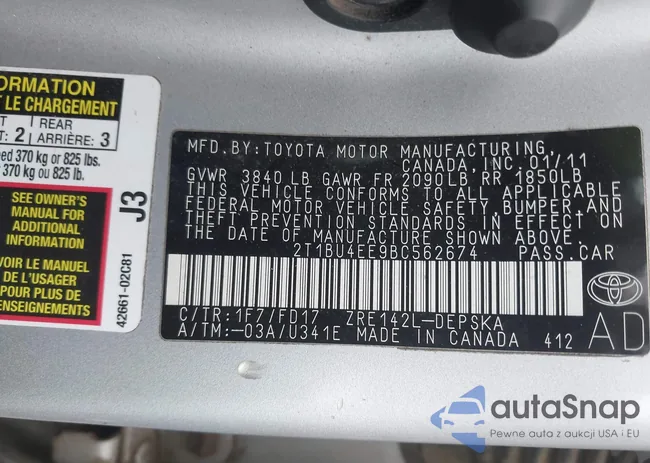 ORMATION
T LE CHARGEMENT
T REAR
T: 2 ARRIÈRE: 3
ned 370 kg or 825 lbs.
370 kg ou 825 lb.
SEE OWNER'S
MANUAL FOR
ADDITIONAL
INFORMATION
VOIR LE MANUEL
DE L'USAGER
POUR PLUS DE
RENSEIGNEMENTS
J3
42661-02C81
MFD. BY: TOYOTA MOTOR MANUFACTURING,
CANADA, INC. 01/11
GVWR 3840 LB GAWR FR 2090LB RR 1850LB
THIS VEHICLE CONFORMS TO ALL APPLICABLE
FEDERAL MOTOR VEHICLE SAFETY, BUMPER AND
THEFT PREVENTION STANDARDS IN EFFECT ON
THE DATE OF MANUFACTURE SHOWN ABOVE.
2T1BU4EE9BC562674 PASS. CAR
C/TR: 1F7/FD17 ZRE142L-DEPSKA
A/TM: -03A/U341E MADE IN CANADA 412
AD
autaSnap
Pewne auta z aukcji USA i EU